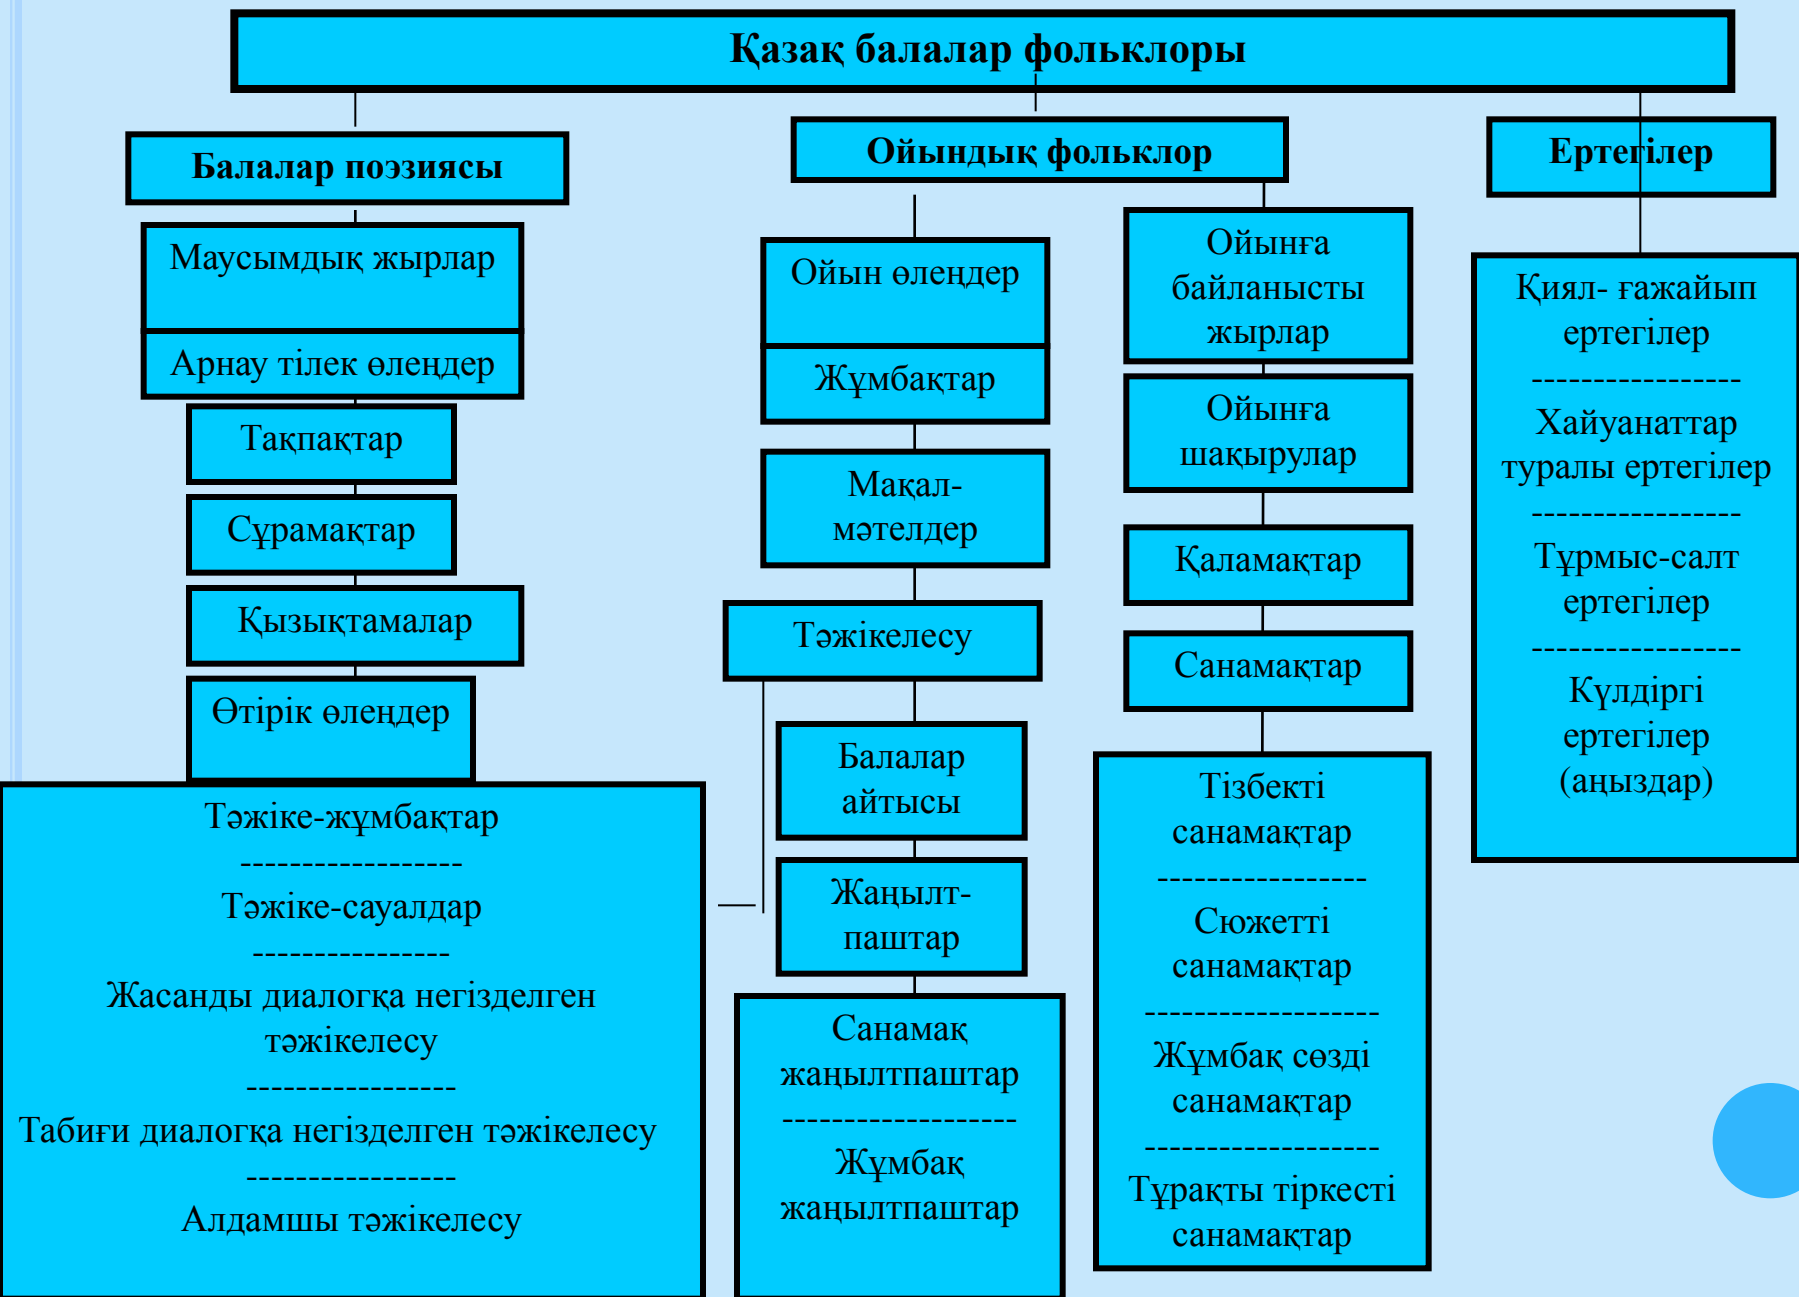 Қазақ балалар фольклоры
Балалар поэзиясы
Маусымдық жырлар
Арнау тілек өлеңдер
Тақпақтар
Сұрамақтар
Қызықтамалар
Өтірік өлеңдер
Тәжіке-жұмбақтар
------------------
Тәжіке-сауалдар
----------------
Жасанды диалогқа негізделген
тәжікелесу
-----------------
Табиғи диалогқа негізделген тәжікелесу
-----------------
Алдамшы тәжікелесу
Ойындық фольклор
Ойын өлеңдер
Жұмбақтар
Мақал-
мәтелдер
Тәжікелесу
Балалар
айтысы
Жаңылт-
паштар
Санамақ
жаңылтпаштар
-------------------
Жұмбақ
жаңылтпаштар
Ойынға
байланысты
жырлар
Ойынға
шақырулар
Қаламақтар
Санамақтар
Тізбекті
санамақтар
-----------------
Сюжетті
санамақтар
-------------------
Жұмбақ сөзді
санамақтар
-------------------
Тұрақты тіркесті
санамақтар
Ертегілер
Қиял- ғажайып
ертегілер
-----------------
Хайуанаттар
туралы ертегілер
-----------------
Тұрмыс-салт
ертегілер
-----------------
Күлдіргі
ертегілер
(аңыздар)